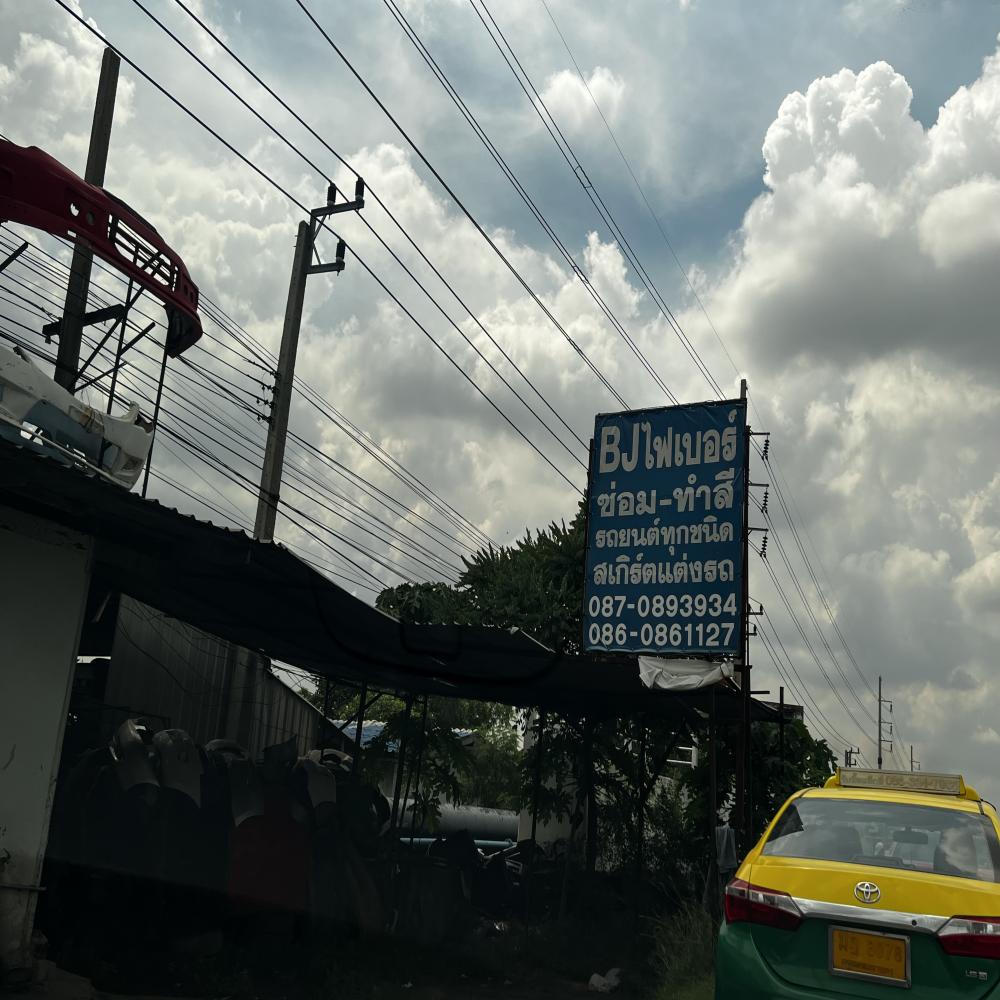 BJไฟเบอร์
ซ่อม-ทำสี
รถยนต์ทุกชนิด
สเกิร์ตแต่งรถ
087-0893934
086-0861127